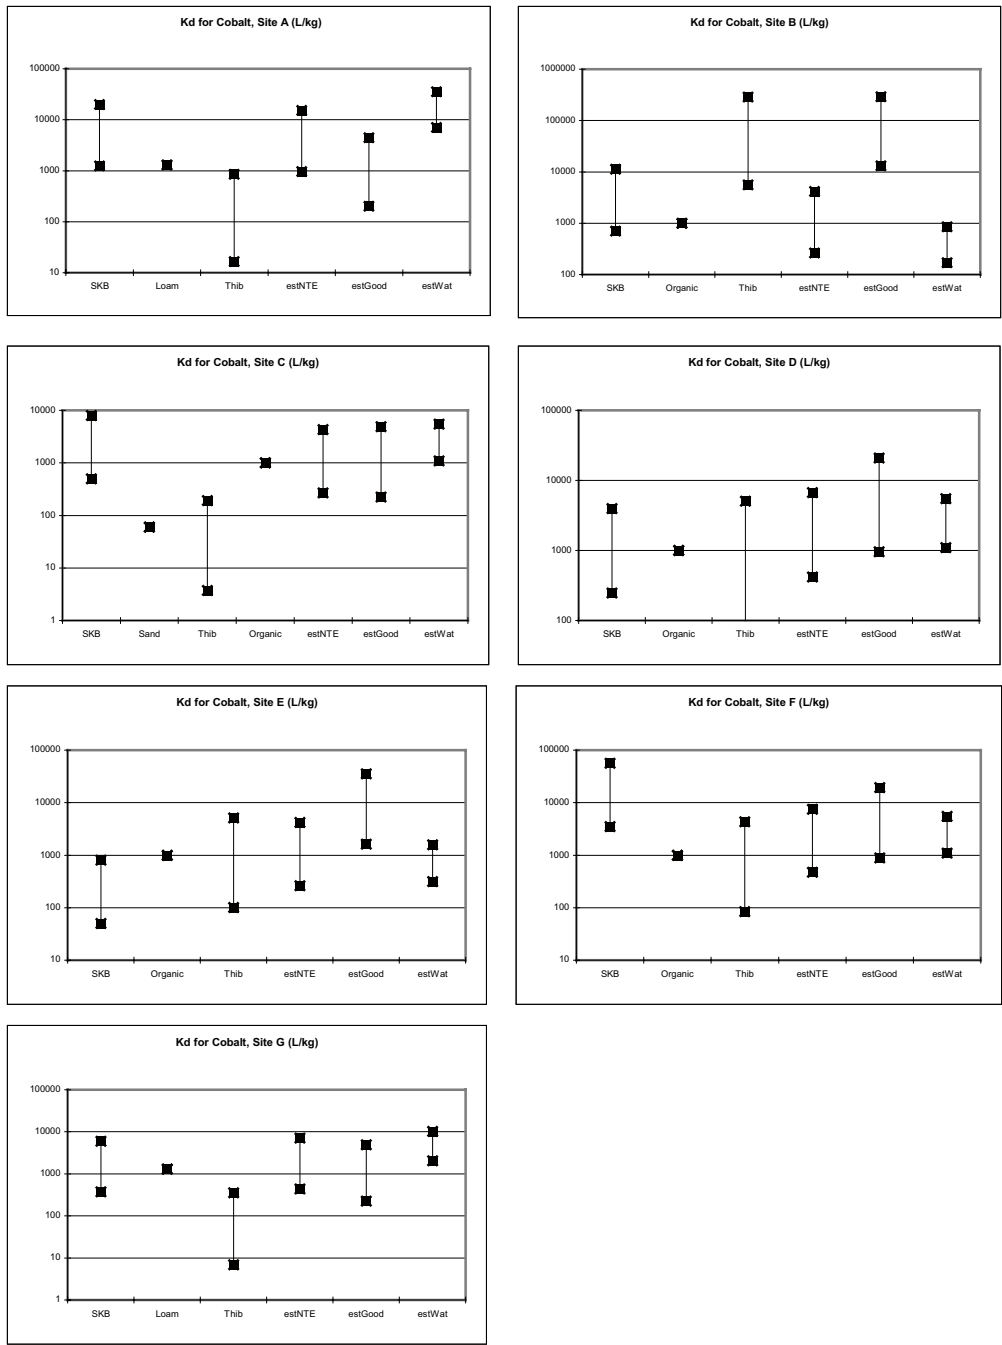 Kd for Cobalt, Site A (L/kg)
100000
10000
1000
100
10
SKB Loam Thib estNTE estGood estWat
Kd for Cobalt, Site B (L/kg)
1000000
100000
10000
1000
100
SKB Organic Thib estNTE estGood estWat
Kd for Cobalt, Site C (L/kg)
10000
1000
100
10
1
SKB Sand Thib Organic estNTE estGood estWat
Kd for Cobalt, Site D (L/kg)
100000
10000
1000
100
SKB Organic Thib estNTE estGood estWat
Kd for Cobalt, Site E (L/kg)
100000
10000
1000
100
10
SKB Organic Thib estNTE estGood estWat
Kd for Cobalt, Site F (L/kg)
100000
10000
1000
100
10
SKB Organic Thib estNTE estGood estWat
Kd for Cobalt, Site G (L/kg)
100000
10000
1000
100
10
1
SKB Loam Thib estNTE estGood estWat